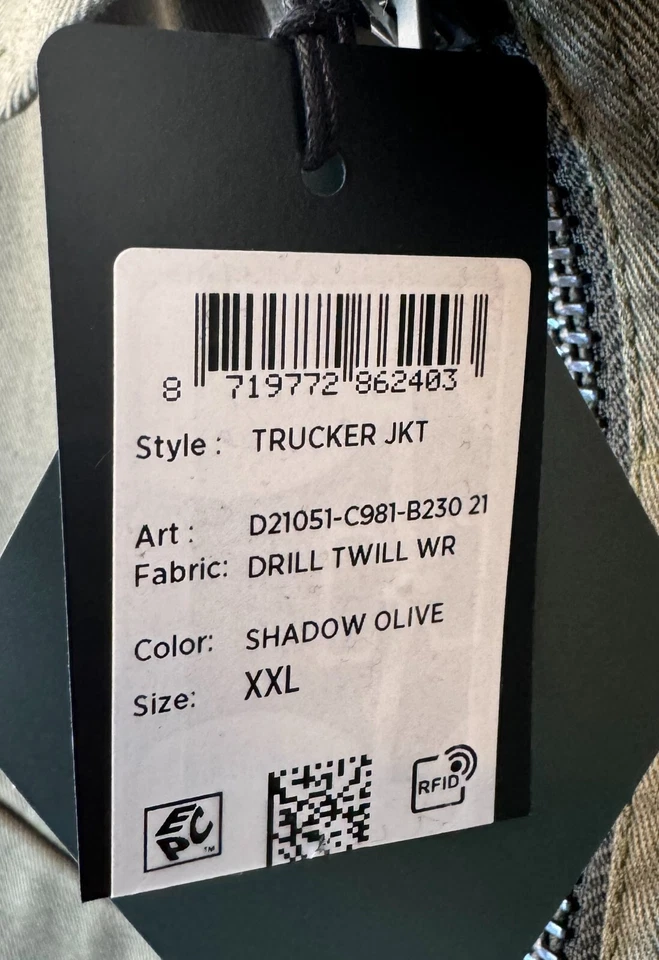 8 719772 862403
Style : TRUCKER JKT
Art : D21051-C981-B230 21
Fabric: DRILL TWILL WR
Color: SHADOW OLIVE
Size: XXL
EPC™
RFID